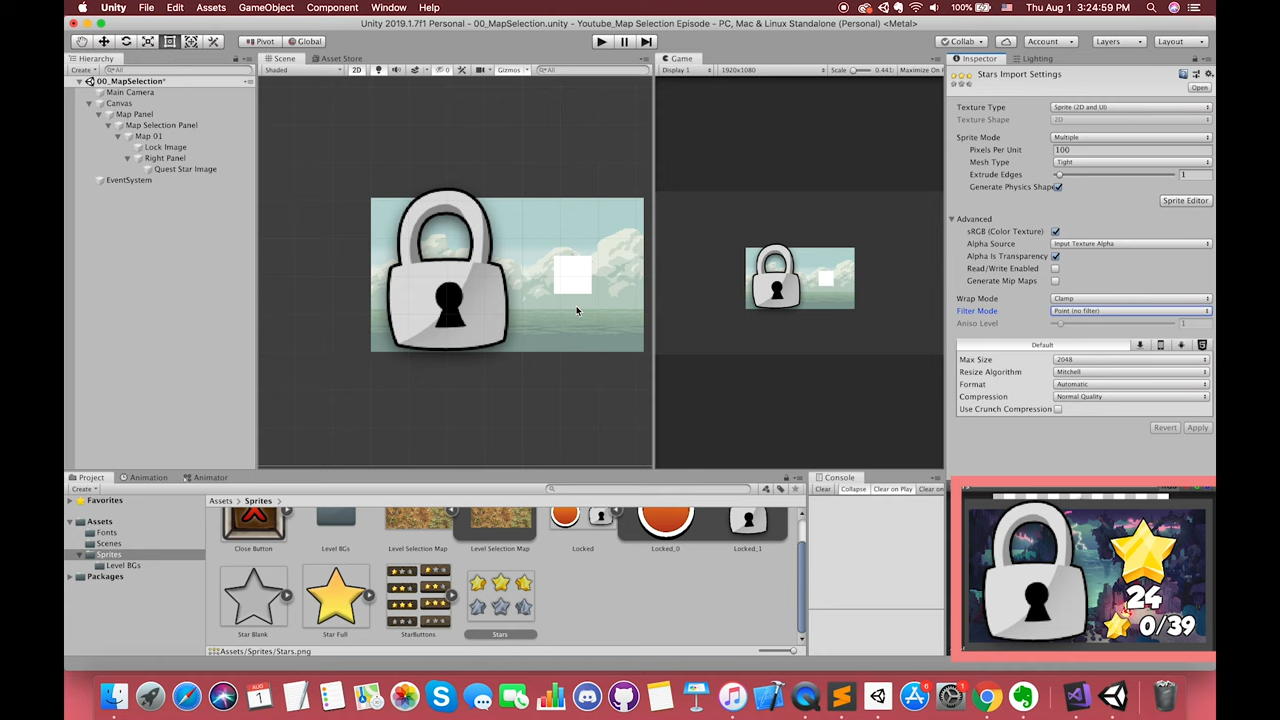 Unity File Edit Assets GameObject Component Window Help 100% Thu Aug 1 3:24:59 PM
Unity 2019.1.7f1 Personal - 00_MapSelection.unity - Youtube_Map Selection Episode - PC, Mac & Linux Standalone (Personal) <Metal>
Pivot Global Collab Account Layers Layout
Hierarchy Scene Asset Store Game Inspector Lighting
Create All Shaded 2D Gizmos All Display 1 1920x1080 Scale 0.441 Maximize On
Stars Import Settings
Open
00_MapSelection*
Main Camera
Canvas
Map Panel
Map Selection Panel
Map 01
Lock Image
Right Panel
Quest Star Image
EventSystem
Texture Type Sprite (2D and UI)
Texture Shape 2D
Sprite Mode Multiple
Pixels Per Unit 100
Mesh Type Tight
Extrude Edges 1
Generate Physics Shape
Sprite Editor
Advanced
sRGB (Color Texture)
Alpha Source Input Texture Alpha
Alpha Is Transparency
Read/Write Enabled
Generate Mip Maps
Wrap Mode Clamp
Filter Mode Point (no filter)
Aniso Level 1
Default
Max Size 2048
Resize Algorithm Mitchell
Format Automatic
Compression Normal Quality
Use Crunch Compression
Revert Apply
Project Animation Animator Console
Create Clear Collapse Clear on Play Clear on
Favorites
Assets
Fonts
Scenes
Sprites
Level BGs
Packages
Assets Sprites
Close Button Level BGs Level Selection Map Level Selection Map Locked Locked_0 Locked_1
Star Blank Star Full StarButtons Stars
Assets/Sprites/Stars.png
24
0/39
AUG
1